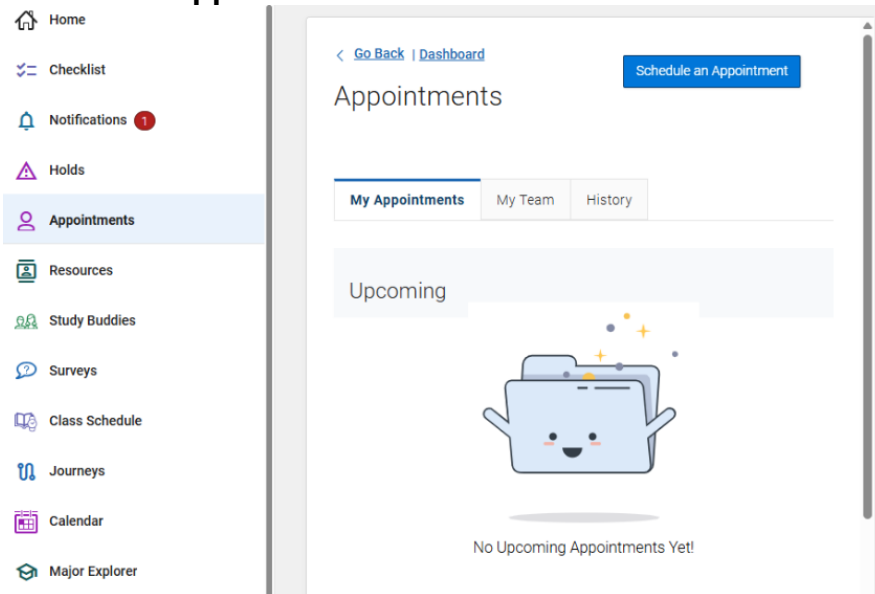 Home
Checklist
Notifications 1
Holds
Appointments
Resources
Study Buddies
Surveys
Class Schedule
Journeys
Calendar
Major Explorer
< Go Back | Dashboard
Schedule an Appointment
Appointments
My Appointments My Team History
Upcoming
No Upcoming Appointments Yet!